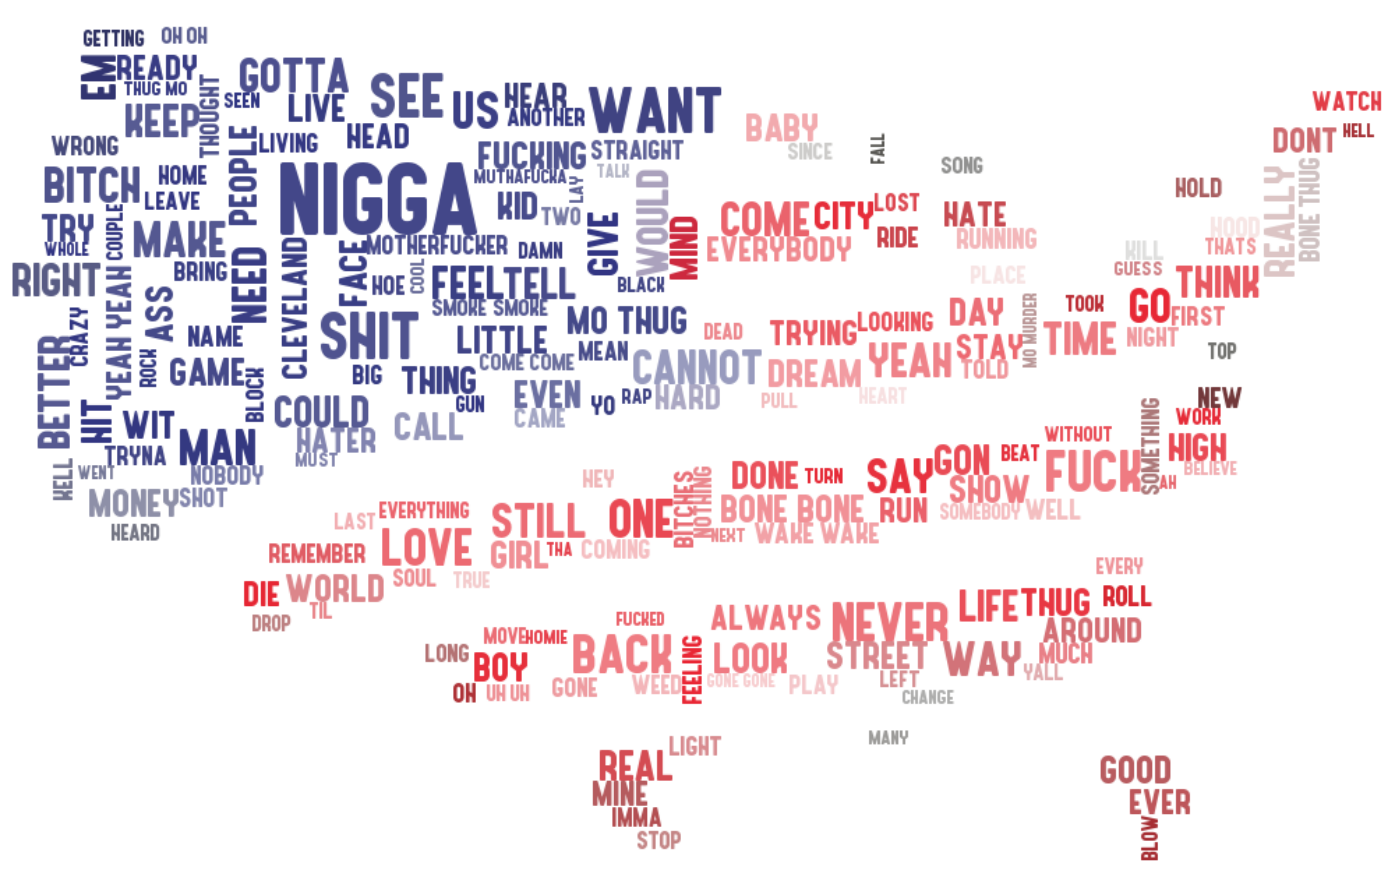 GETTING
OH OH
EM
READY
THUG MO
THOUGHT
KEEP
WRONG
GOTTA
SEEN
LIVE
SEE
US
HEAR
ANOTHER
WANT
LIVING
HEAD
PEOPLE
FUCKING
STRAIGHT
MUTHAFUCKA
TALK
LAY
BITCH
HOME
LEAVE
NIGGA
KID
TWO
GIVE
WOULD
MIND
TRY
WHOLE
COUPLE
MAKE
MOTHERFUCKER
DAMN
RIGHT
YEAH YEAH
BRING
NEED
CLEVELAND
FACE
HOE
COOL
FEEL
TELL
BLACK
SMOKE SMOKE
ASS
CRAZY
NAME
SHIT
LITTLE
MO THUG
MEAN
COME COME
BETTER
ROCK
GAME
BLOCK
BIG
THING
GUN
EVEN
CAME
YO
RAP
CANNOT
HARD
HIT
WIT
COULD
HATER
MUST
CALL
TRYNA
MAN
NOBODY
HELL
WENT
MONEY
SHOT
HEARD
BABY
SINCE
FALL
SONG
WATCH
DONT
HELL
REALLY
BONE THUG
HOLD
HOOD
THATS
COME
CITY
LOST
RIDE
HATE
RUNNING
EVERYBODY
KILL
GUESS
THINK
PLACE
DAY
MO MURDER
TOOK
GO
FIRST
DEAD
TRYING
LOOKING
STAY
TIME
NIGHT
TOP
DREAM
YEAH
TOLD
PULL
HEART
NEW
WORK
SOMETHING
HIGH
BELIEVE
WITHOUT
BEAT
GON
SAY
DONE
TURN
FUCK
AH
SHOW
HEY
BITCHES
NOTHING
BONE BONE
RUN
SOMEBODY
WELL
NEXT
WAKE WAKE
LAST
EVERYTHING
STILL
ONE
REMEMBER
LOVE
GIRL
THA
COMING
DIE
WORLD
SOUL
TRUE
TIL
DROP
EVERY
FUCKED
ALWAYS
NEVER
LIFE
THUG
ROLL
AROUND
LONG
MOVE
HOMIE
BOY
BACK
FEELING
LOOK
STREET
WAY
MUCH
YALL
OH
UH UH
GONE
WEED
GONE GONE
PLAY
LEFT
CHANGE
MANY
LIGHT
REAL
MINE
IMMA
STOP
GOOD
EVER
BLOW